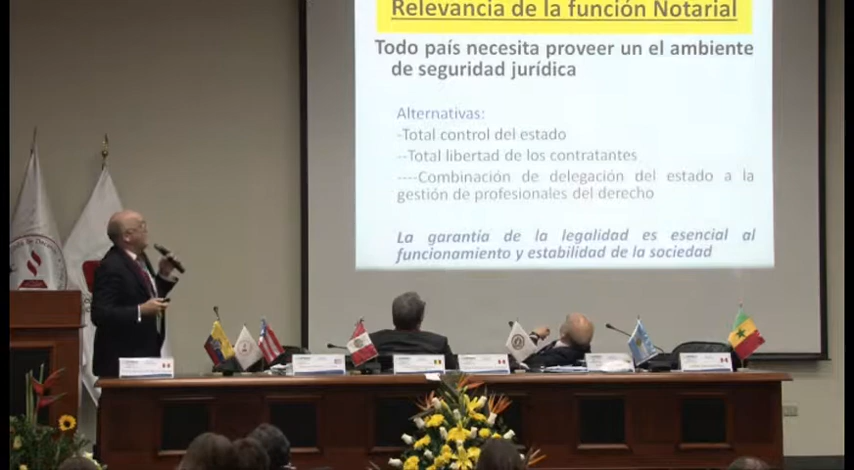 Relevancia de la función Notarial
Todo país necesita proveer un el ambiente
de seguridad jurídica
Alternativas:
-Total control del estado
--Total libertad de los contratantes
----Combinación de delegación del estado a la
gestión de profesionales del derecho
La garantía de la legalidad es esencial al
funcionamiento y estabilidad de la sociedad